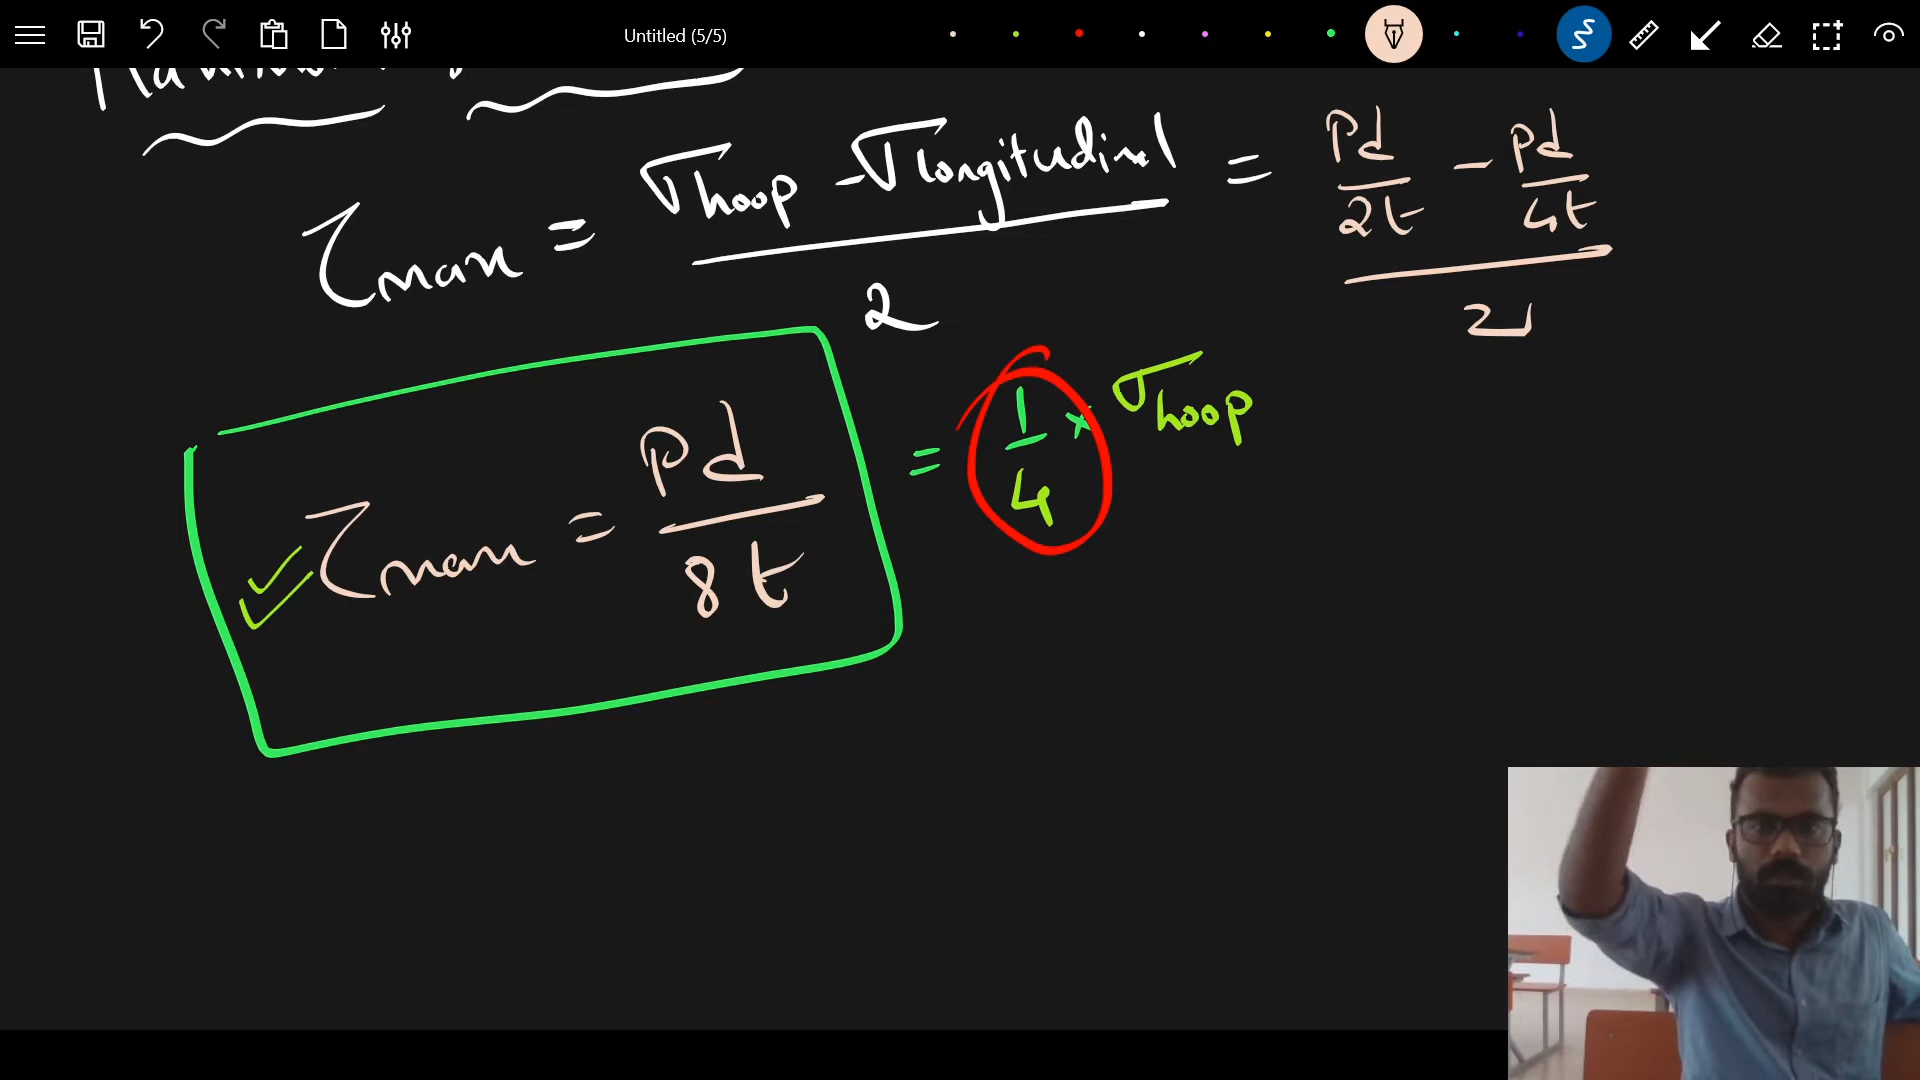 Untitled (5/5)
τmax = σhoop - σlongitudinal / 2 = Pd/2t - Pd/4t / 2
τmax = Pd/8t = 1/4 × σhoop